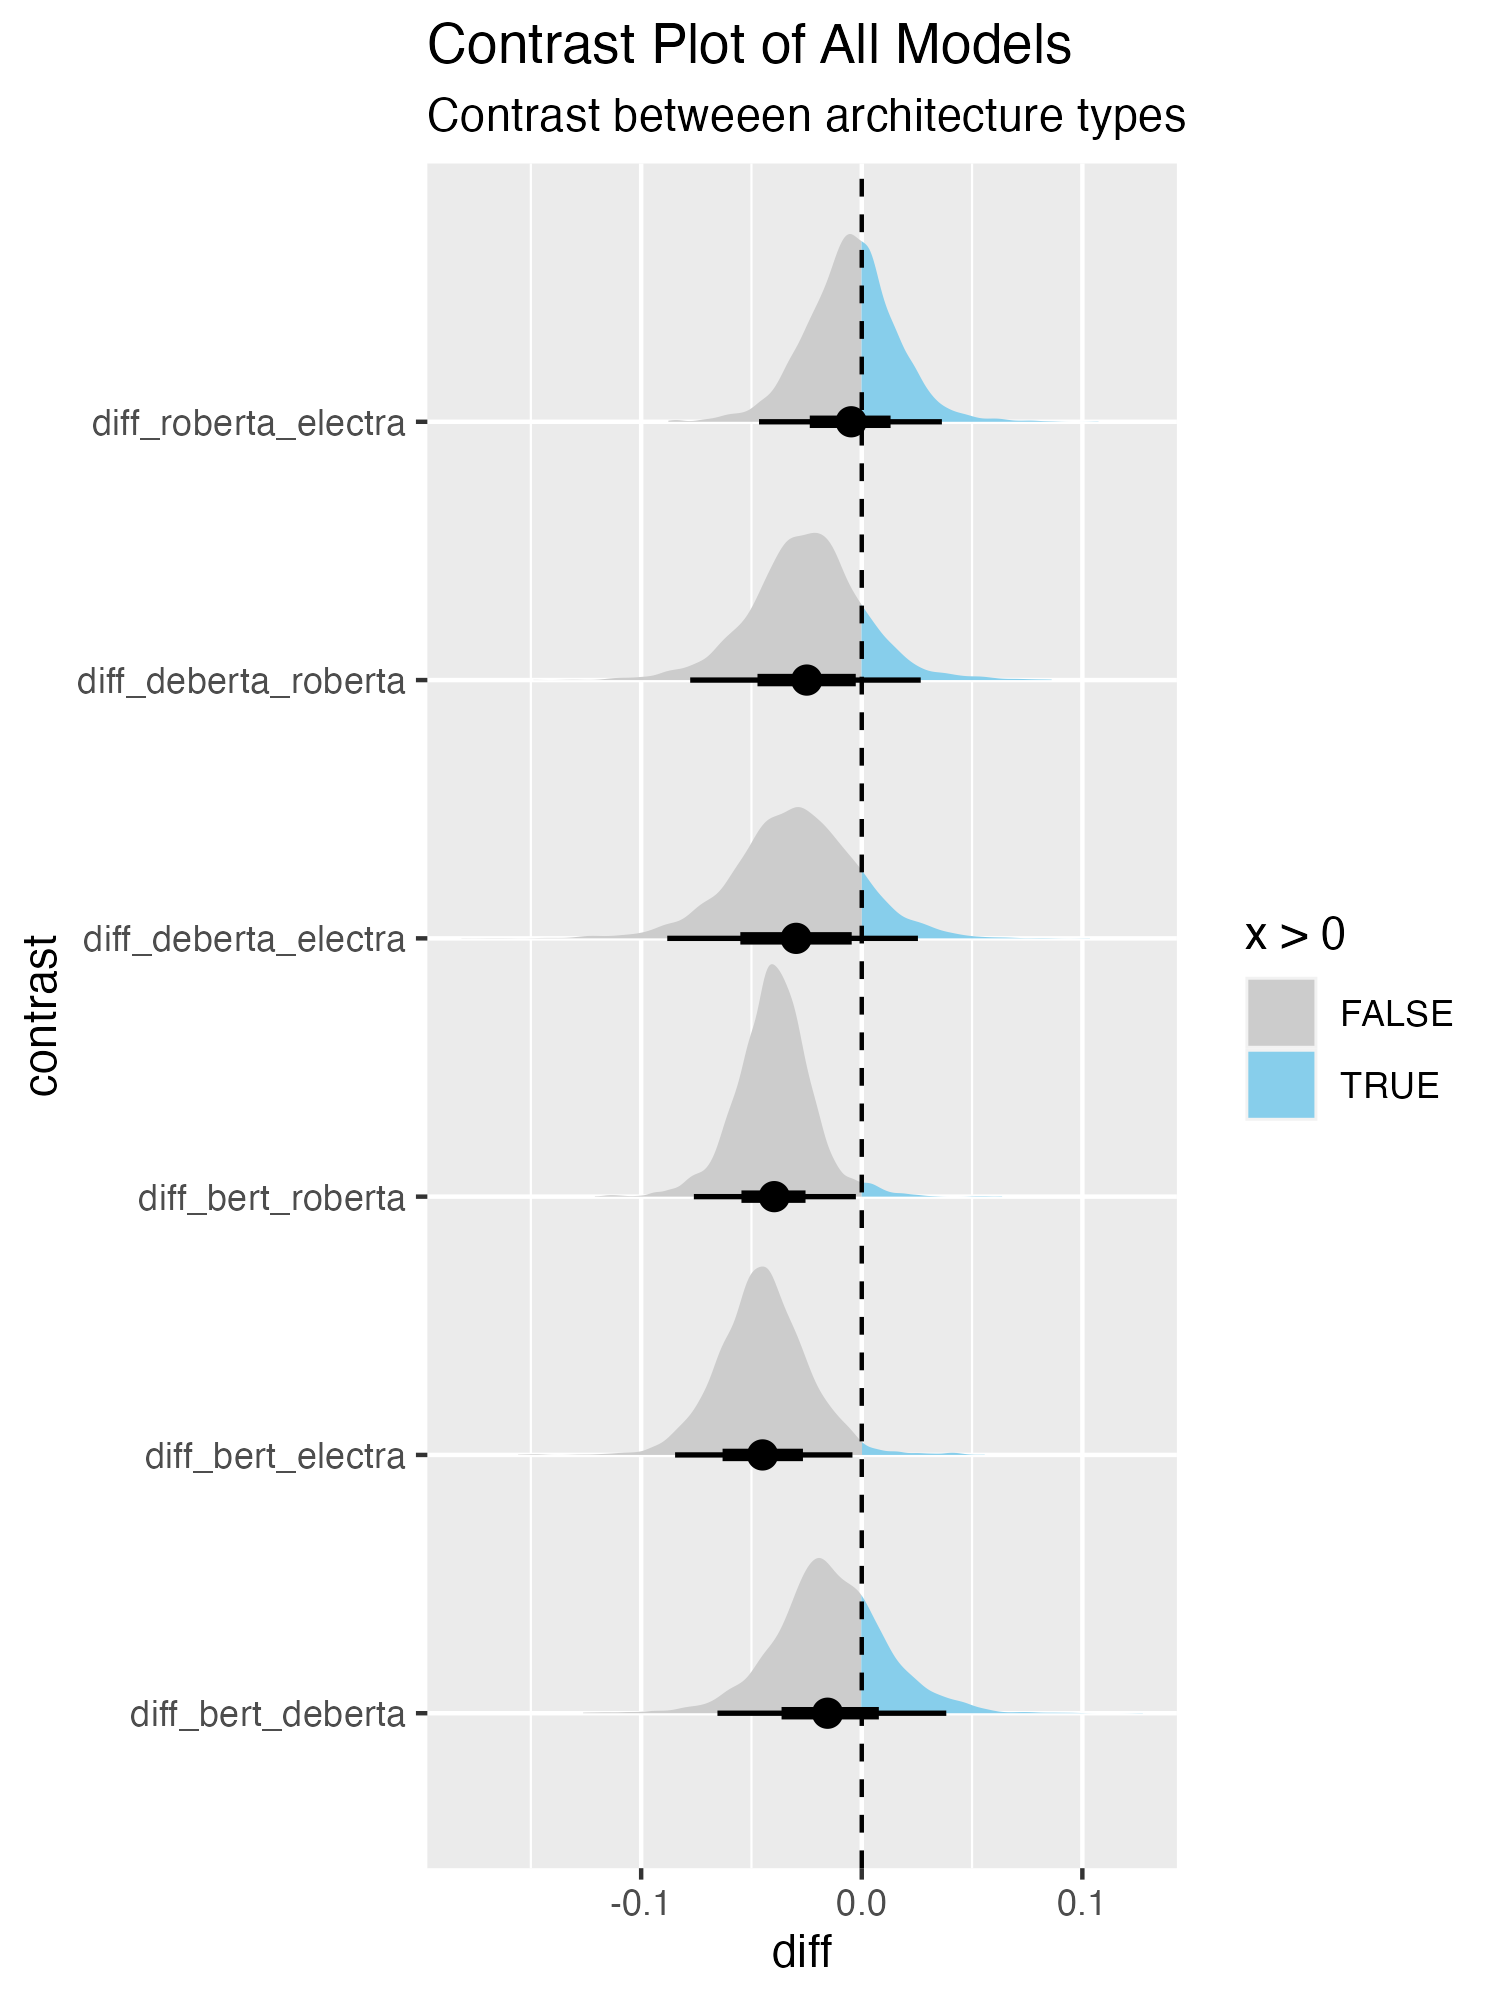 Contrast Plot of All Models
Contrast betweeen architecture types
diff_roberta_electra
diff_deberta_roberta
diff_deberta_electra
diff_bert_roberta
diff_bert_electra
diff_bert_deberta
contrast
-0.1 0.0 0.1
diff
x > 0
FALSE
TRUE